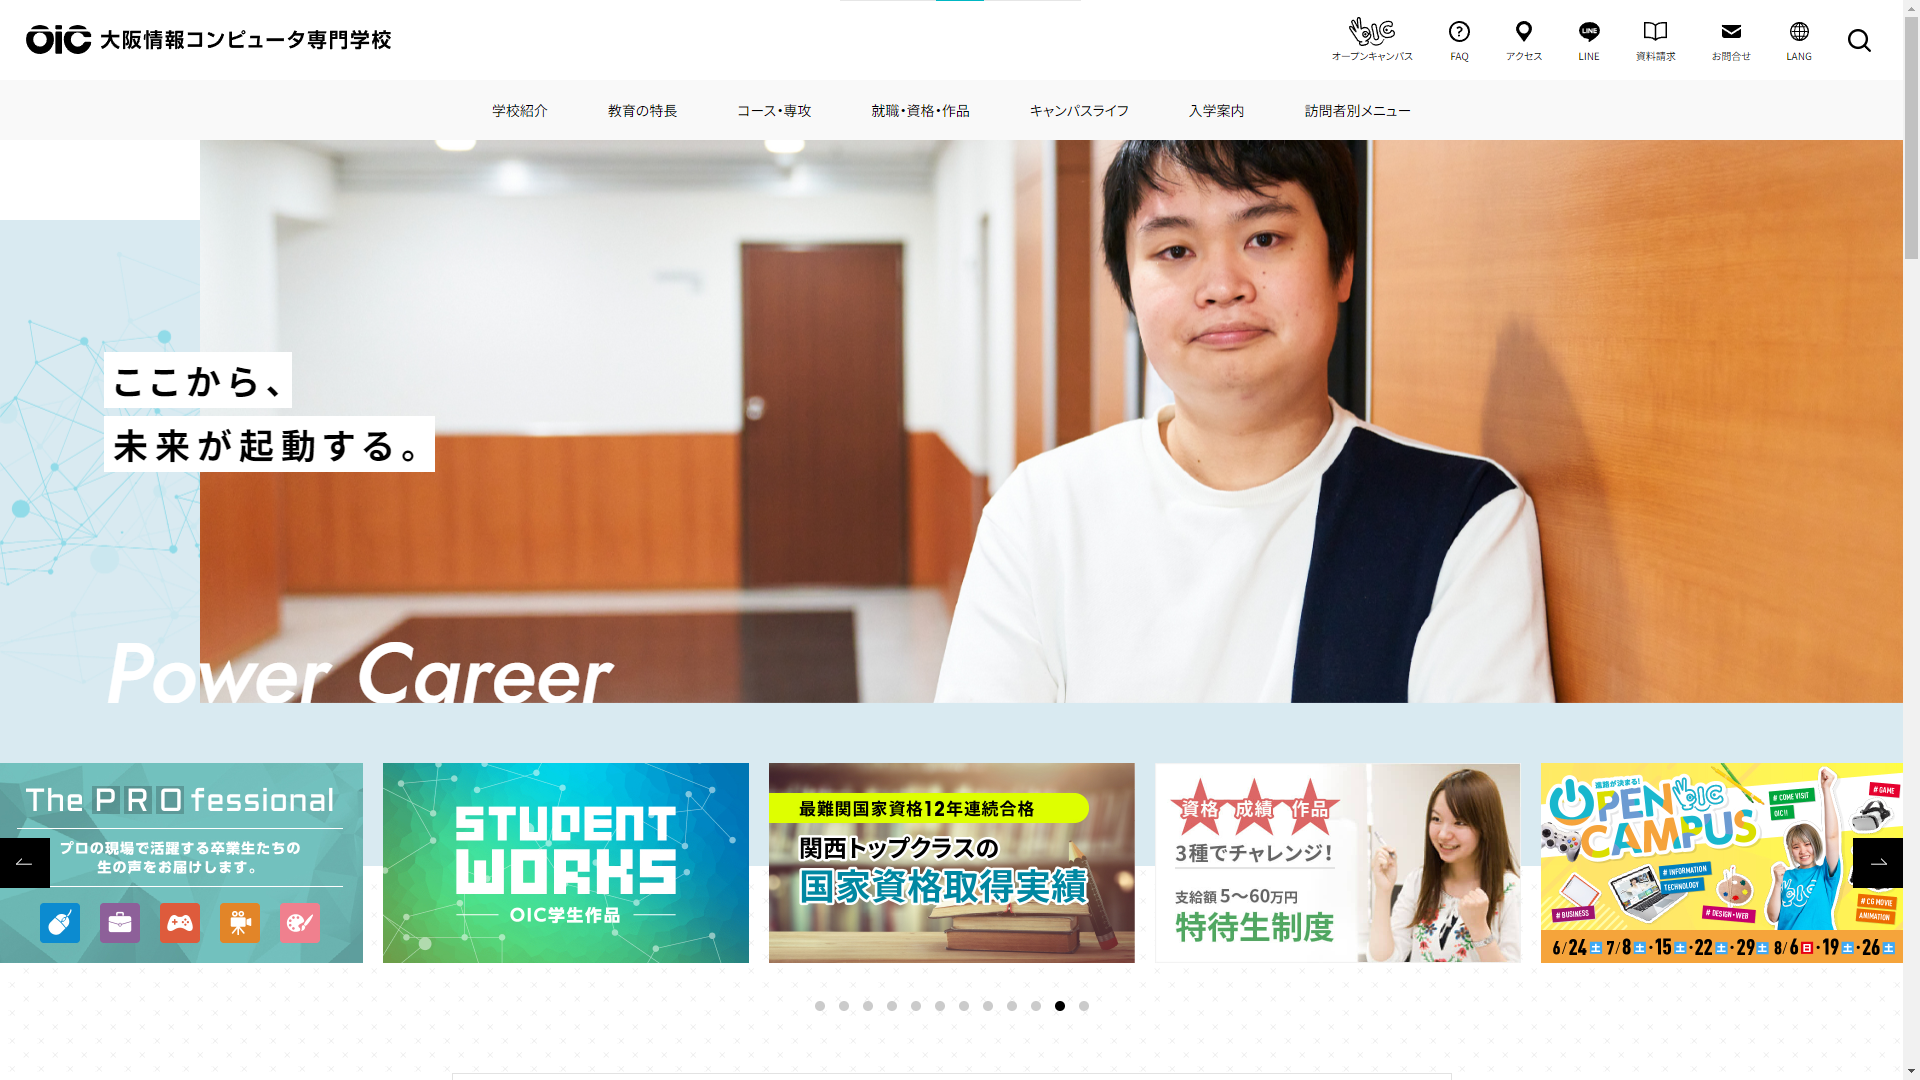 OIC 大阪情報コンピュータ専門学校
OIC
オープンキャンパス
FAQ
アクセス
LINE
LINE
資料請求
お問合せ
LANG
学校紹介
教育の特長
コース・専攻
就職・資格・作品
キャンパスライフ
入学案内
訪問者別メニュー
ここから、
未来が起動する。
Power Career
The PROfessional
プロの現場で活躍する卒業生たちの
生の声をお届けします。
STUDENT
WORKS
OIC学生作品
最難関国家資格12年連続合格
関西トップクラスの
国家資格取得実績
資格 成績 作品
3種でチャレンジ!
支給額 5〜60万円
特待生制度
進路が決まる!
OPEN OIC
CAMPUS
# COME VISIT
OIC!!
# GAME
# INFORMATION
TECHNOLOGY
# BUSINESS
# DESIGN・WEB
# CG MOVIE
ANIMATION
6/24土 7/8土・15土・22土・29土 8/6日・19土・26土